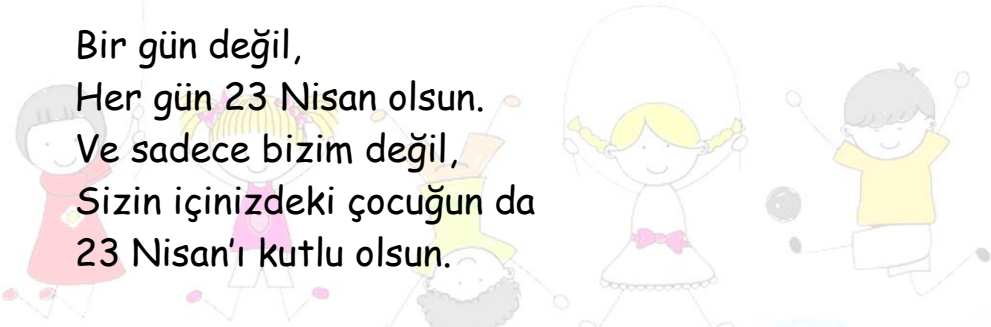 Bir gün değil,
Her gün 23 Nisan olsun.
Ve sadece bizim değil,
Sizin içinizdeki çocuğun da
23 Nisan'ı kutlu olsun.